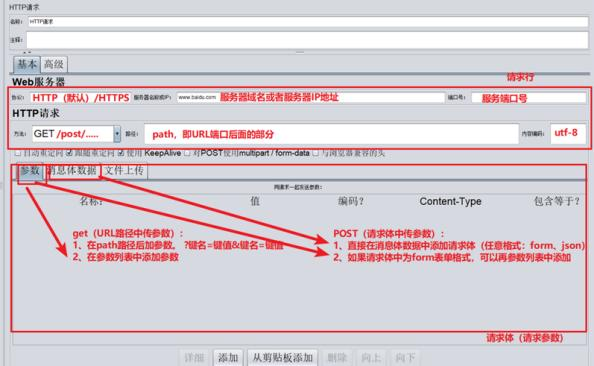 HTTP请求
名称: HTTP请求
注释:
基本 高级
请求行
Web服务器
协议: HTTP（默认）/HTTPS 服务器名称或IP: www.baidu.com 服务器域名或者服务器IP地址 端口号: 服务端口号
HTTP请求
方法: GET /post/..... 路径: path，即URL端口后面的部分 内容编码: utf-8
自动重定向 跟随重定向 使用 KeepAlive 对POST使用multipart / form-data 与浏览器兼容的头
参数 消息体数据 文件上传
同请求一起发送参数:
名称: 值 编码? Content-Type 包含等于?
get（URL路径中传参数）: POST（请求体中传参数）:
1、在path路径后加参数。 ?键名=键值&键名=键值 1、直接在消息体数据中添加请求体（任意格式: form、json）
2、在参数列表中添加参数 2、如果请求体中为form表单格式，可以再参数列表中添加
请求体（请求参数）
详细 添加 从剪贴板添加 删除 向上 向下